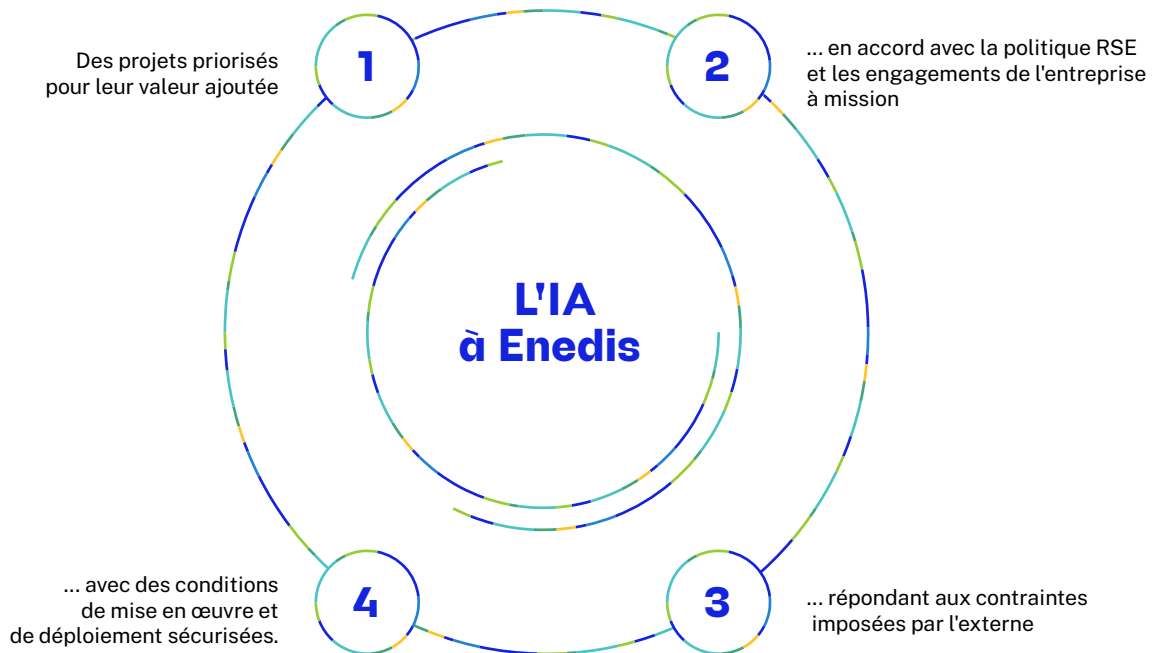 1
Des projets priorisés
pour leur valeur ajoutée
2
... en accord avec la politique RSE
et les engagements de l'entreprise
à mission
L'IA
à Enedis
3
... répondant aux contraintes
imposées par l'externe
4
... avec des conditions
de mise en œuvre et
de déploiement sécurisées.